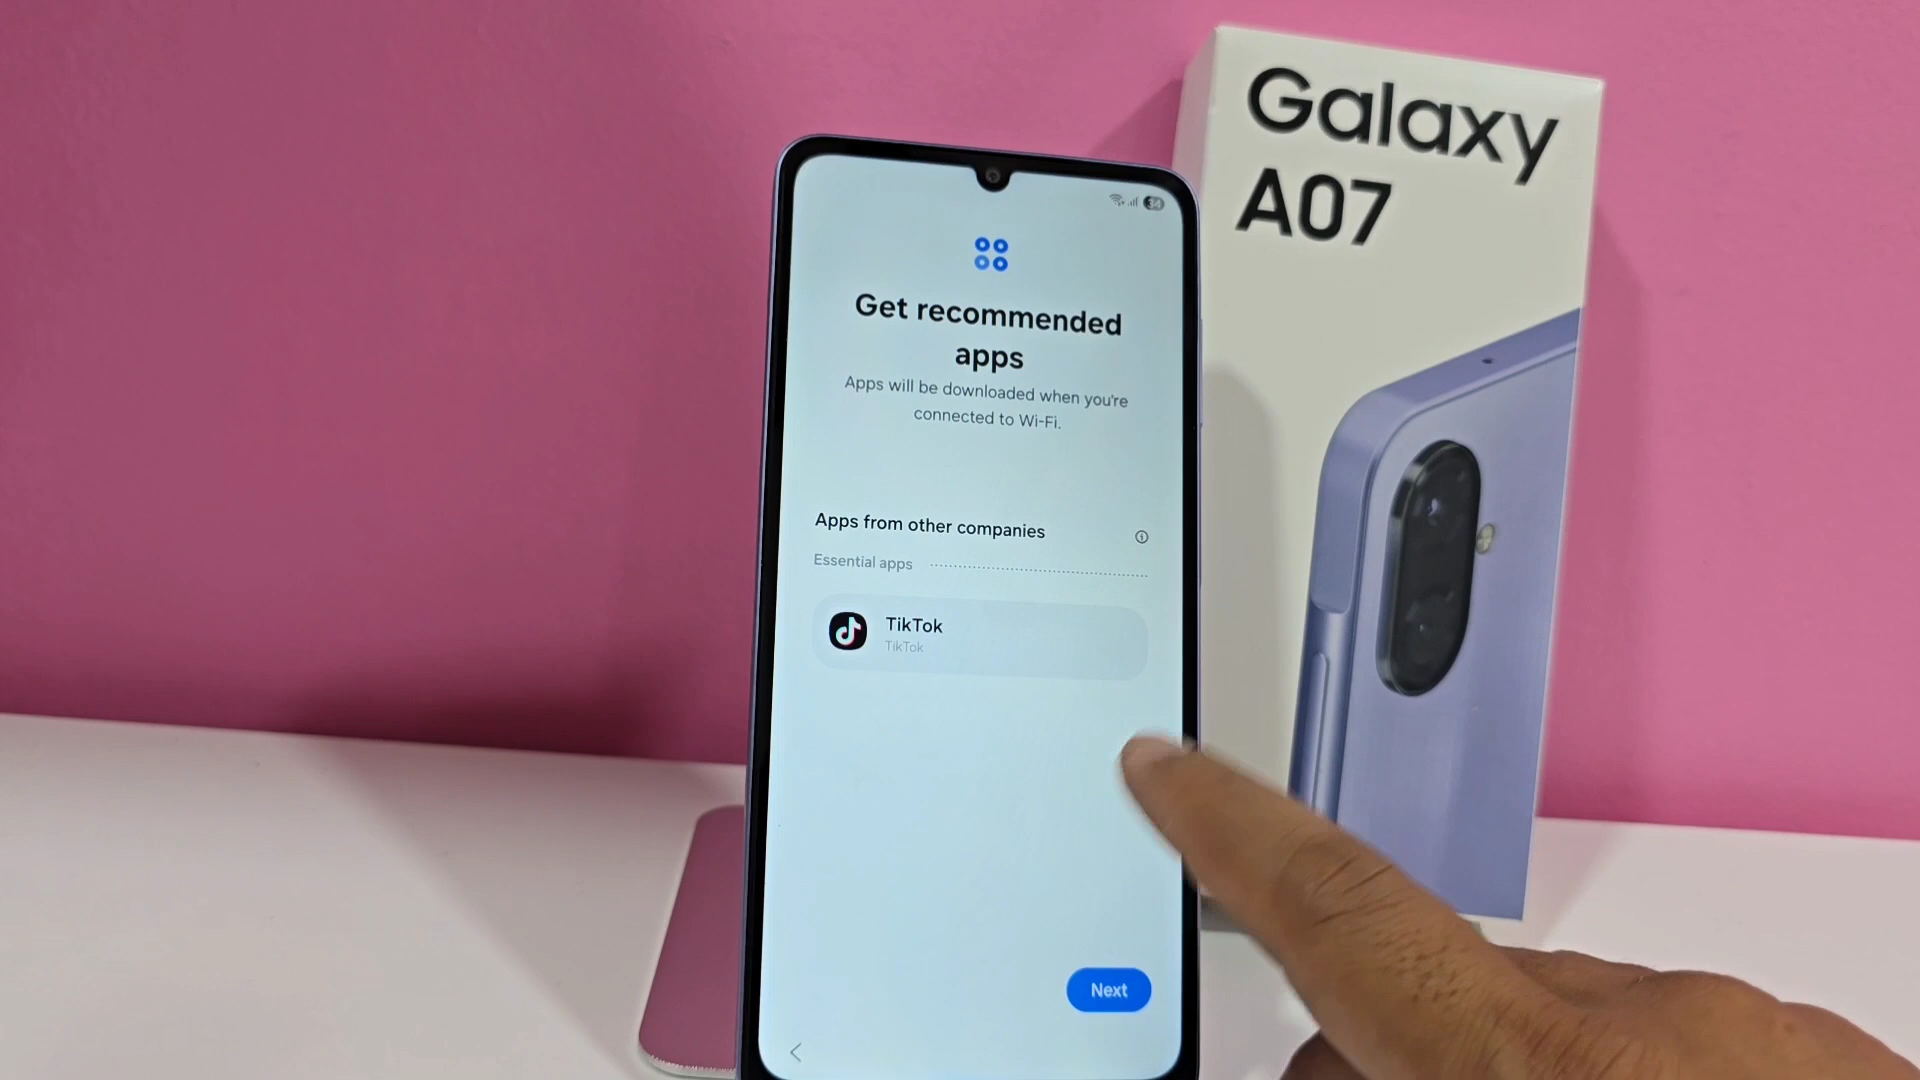 Galaxy
A07
34
Get recommended
apps
Apps will be downloaded when you're
connected to Wi-Fi.
Apps from other companies
Essential apps
TikTok
TikTok
Next